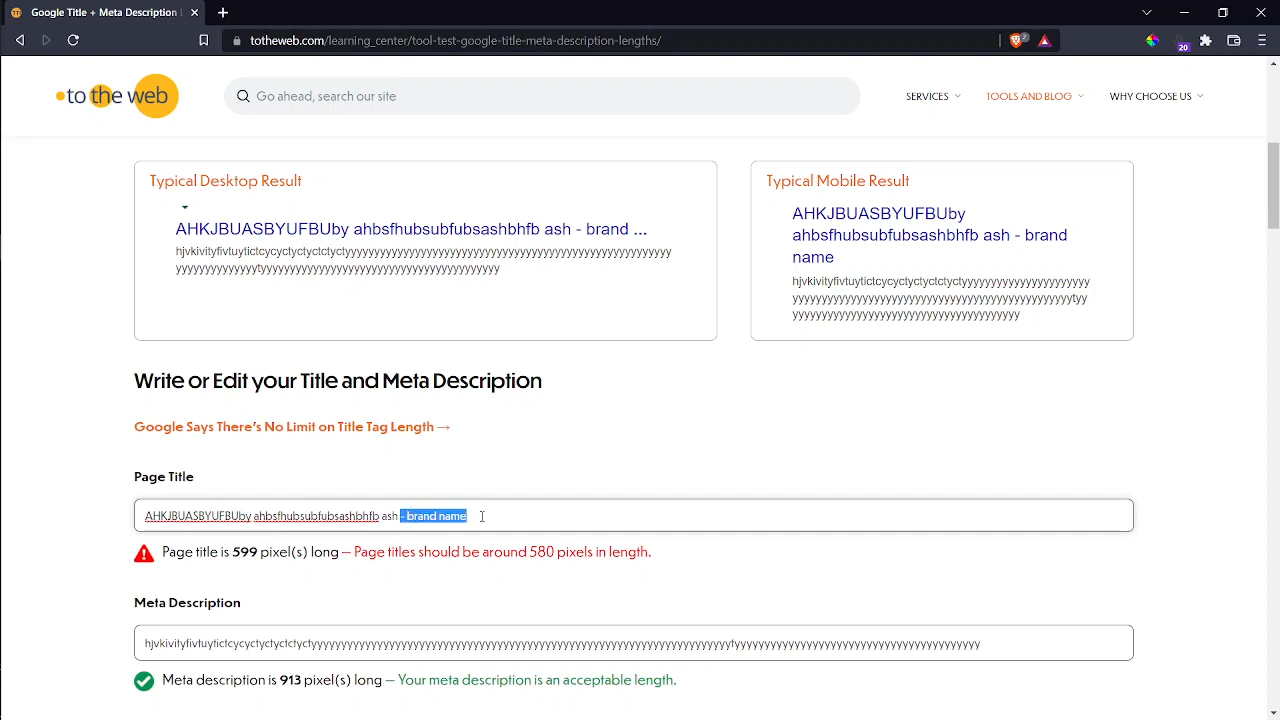 Google Title + Meta Description
totheweb.com/learning_center/tool-test-google-title-meta-description-lengths/
2
20
to the web
Go ahead, search our site
SERVICES
TOOLS AND BLOG
WHY CHOOSE US
Typical Desktop Result
AHKJBUASBYUFBUby ahbsfhubsubfubsashbhfb ash - brand ...
Typical Mobile Result
AHKJBUASBYUFBUby
ahbsfhubsubfubsashbhfb ash - brand
name
Write or Edit your Title and Meta Description
Google Says There's No Limit on Title Tag Length →
Page Title
AHKJBUASBYUFBUby ahbsfhubsubfubsashbhfb ash - brand name
Page title is 599 pixel(s) long — Page titles should be around 580 pixels in length.
Meta Description
Meta description is 913 pixel(s) long — Your meta description is an acceptable length.